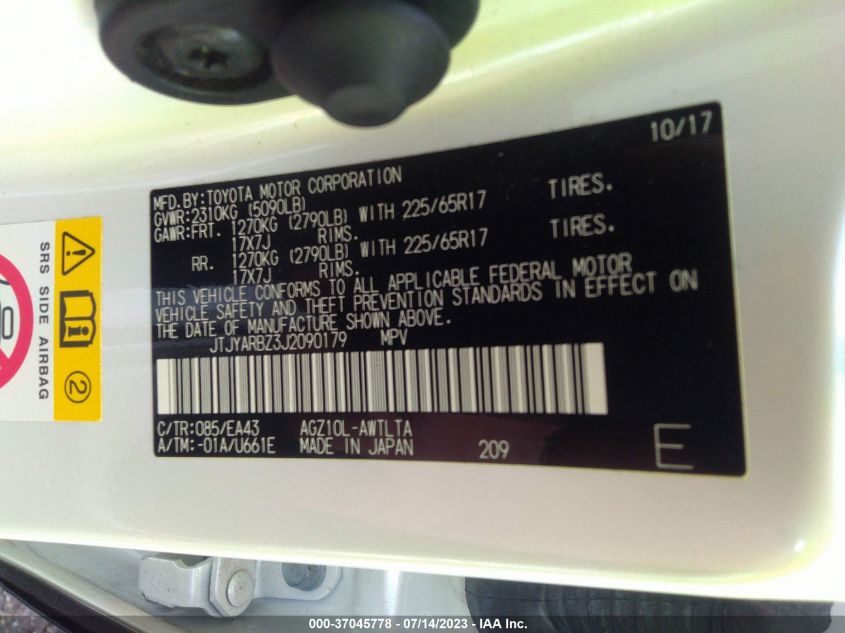 10/17
MFD.BY:TOYOTA MOTOR CORPORATION
GVWR:2310KG (5090LB)
GAWR:FRT. 1270KG (2790LB) WITH 225/65R17 TIRES.
17X7J RIMS.
RR. 1270KG (2790LB) WITH 225/65R17 TIRES.
17X7J RIMS.
THIS VEHICLE CONFORMS TO ALL APPLICABLE FEDERAL MOTOR
VEHICLE SAFETY AND THEFT PREVENTION STANDARDS IN EFFECT ON
THE DATE OF MANUFACTURE SHOWN ABOVE.
JTJYARBZ3J2090179 MPV
C/TR:085/EA43 AGZ10L-AWTLTA
A/TM:-01A/U661E MADE IN JAPAN 209 E
SRS SIDE AIRBAG
2
000-37045778 - 07/14/2023 - IAA Inc.